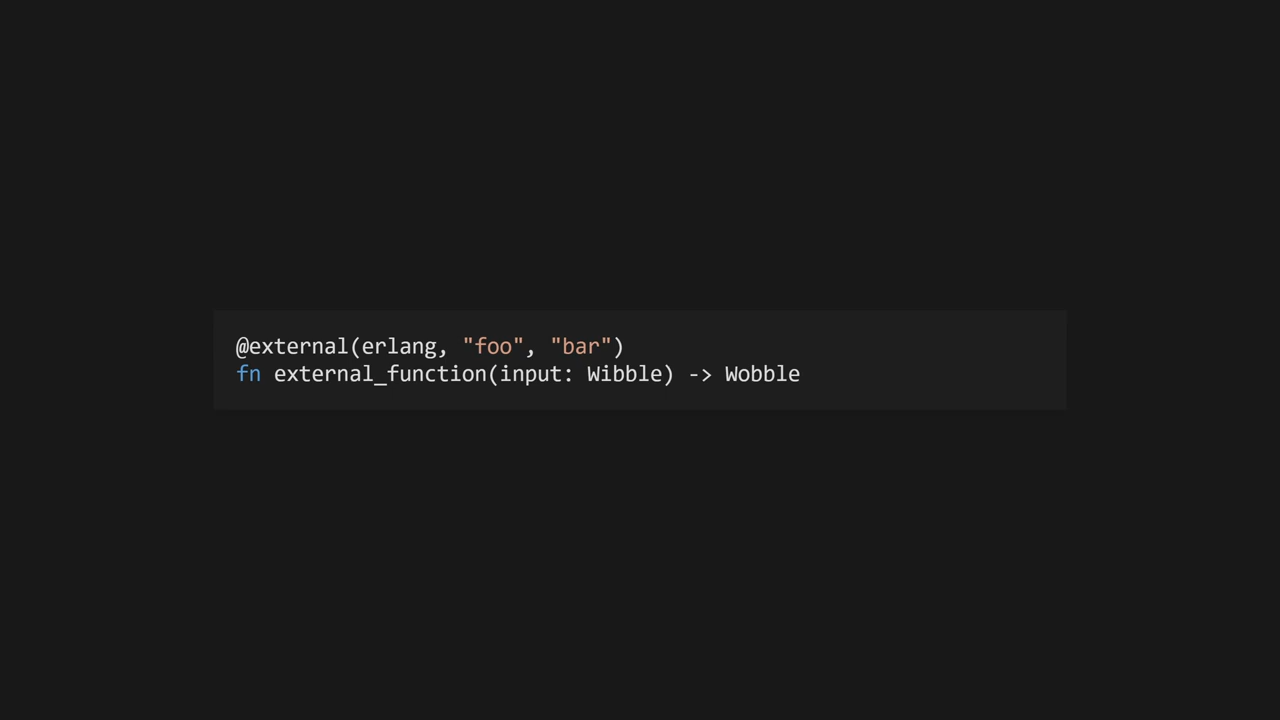 @external(erlang, "foo", "bar")
fn external_function(input: Wibble) -> Wobble